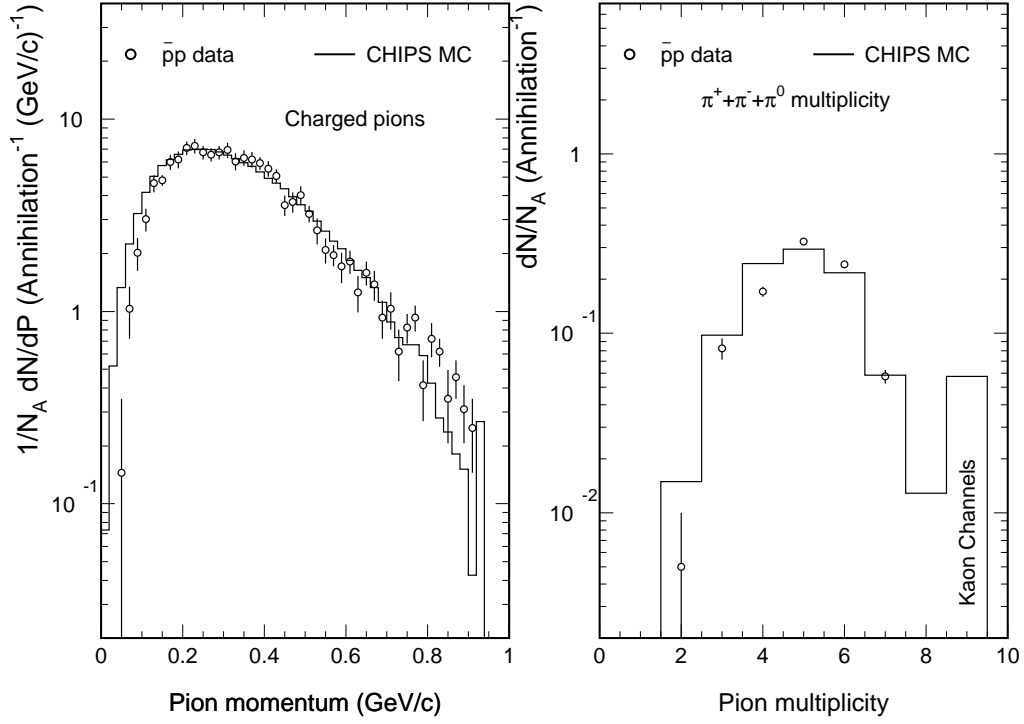 1/N_A dN/dP (Annihilation⁻¹ (GeV/c)⁻¹)
p̄p data
CHIPS MC
Charged pions
10
1
10⁻¹
0 0.2 0.4 0.6 0.8 1
Pion momentum (GeV/c)
dN/N_A (Annihilation⁻¹)
p̄p data
CHIPS MC
π⁺+π⁻+π⁰ multiplicity
1
10⁻¹
10⁻²
Kaon Channels
0 2 4 6 8 10
Pion multiplicity